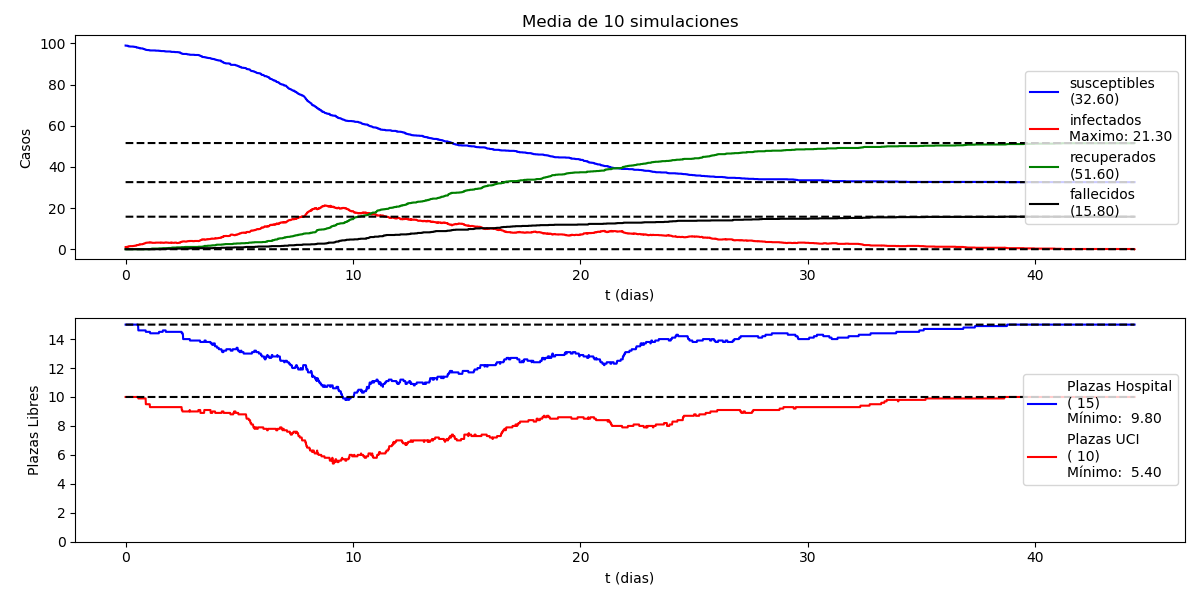 Media de 10 simulaciones
Casos
100
80
60
40
20
0
susceptibles
(32.60)
infectados
Maximo: 21.30
recuperados
(51.60)
fallecidos
(15.80)
0
10
20
30
40
t (dias)
Plazas Libres
14
12
10
8
6
4
2
0
Plazas Hospital
( 15)
Mínimo:  9.80
Plazas UCI
( 10)
Mínimo:  5.40
0
10
20
30
40
t (dias)